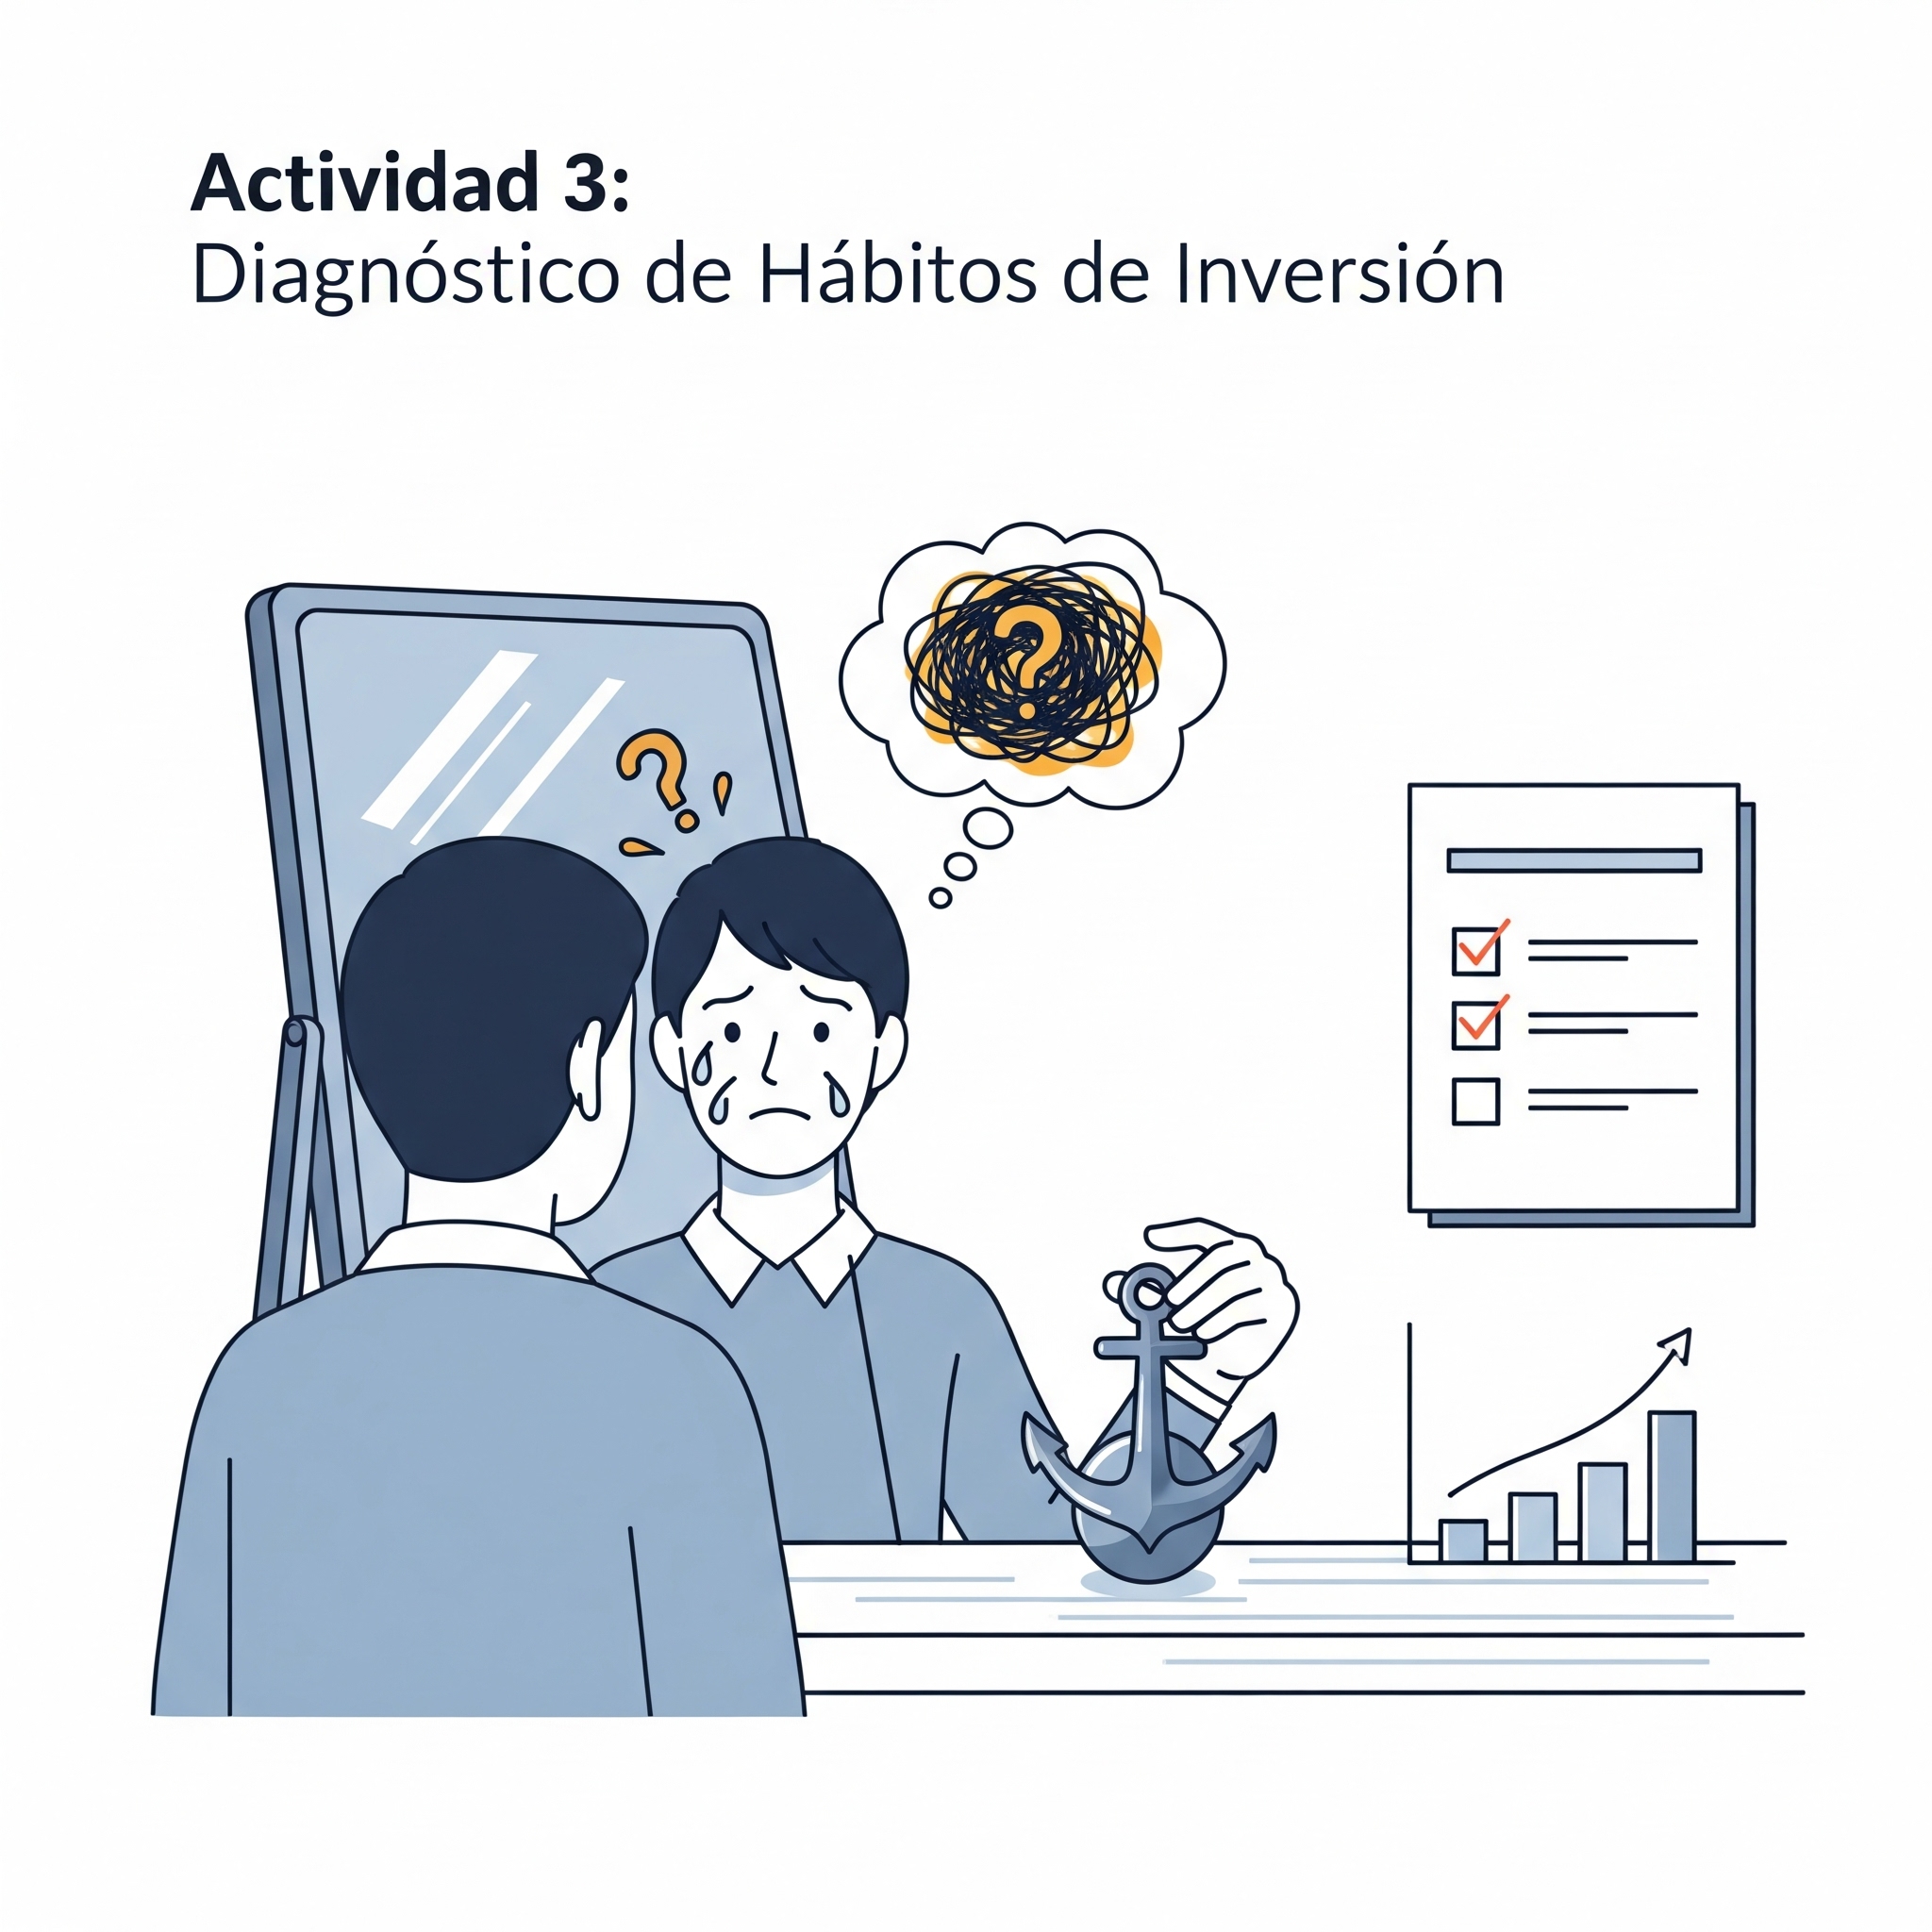 Actividad 3:
Diagnóstico de Hábitos de Inversión
?
?